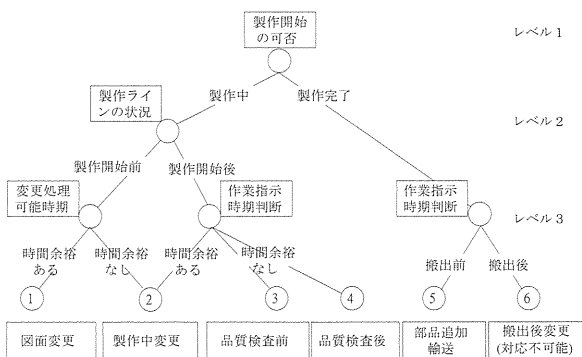 製作開始
の可否
レベル1
製作ライ
ンの状況
製作中
製作完了
レベル2
変更処理
可能時期
製作開始前
製作開始後
作業指示
時期判断
作業指示
時期判断
レベル3
時間余裕
ある
時間余裕
なし
時間余裕
ある
時間余裕
なし
搬出前
搬出後
1
2
3
4
5
6
図面変更
製作中変更
品質検査前
品質検査後
部品追加
輸送
搬出後変更
(対応不可能)